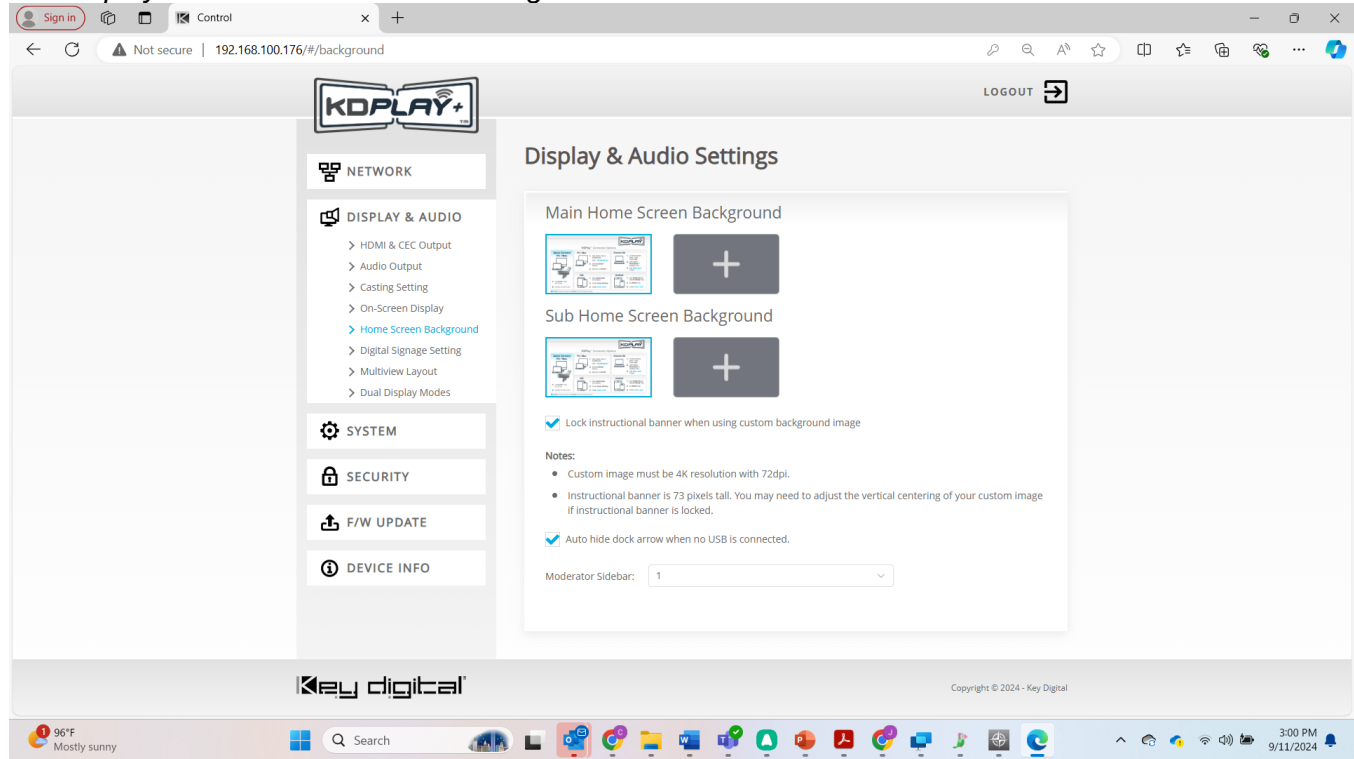 Sign in
Control
Not secure | 192.168.100.176/#/background
KDPLAY+
LOGOUT
NETWORK
DISPLAY & AUDIO
HDMI & CEC Output
Audio Output
Casting Setting
On-Screen Display
Home Screen Background
Digital Signage Setting
Multiview Layout
Dual Display Modes
SYSTEM
SECURITY
F/W UPDATE
DEVICE INFO
Display & Audio Settings
Main Home Screen Background
Sub Home Screen Background
Lock instructional banner when using custom background image
Notes:
Custom image must be 4K resolution with 72dpi.
Instructional banner is 73 pixels tall. You may need to adjust the vertical centering of your custom image
if instructional banner is locked.
Auto hide dock arrow when no USB is connected.
Moderator Sidebar: 1
Key digital
Copyright © 2024 - Key Digital
1
96°F
Mostly sunny
Search
3:00 PM
9/11/2024